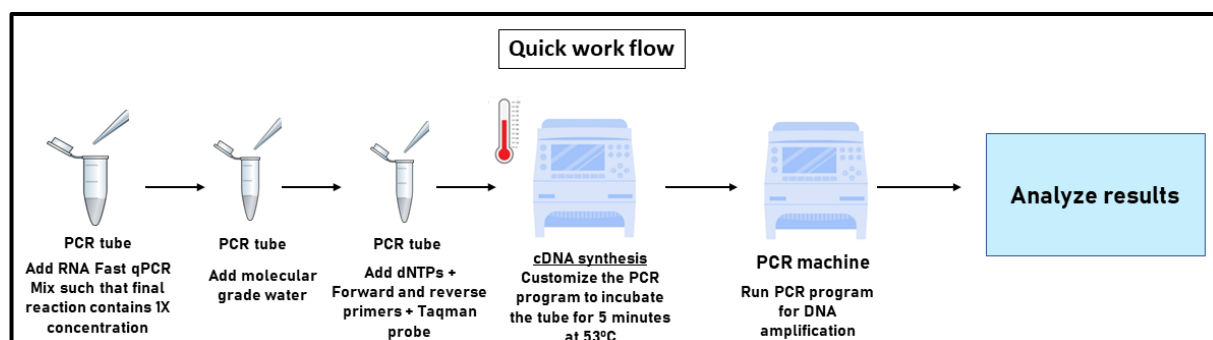 Quick work flow
PCR tube
Add RNA Fast qPCR
Mix such that final
reaction contains 1X
concentration
PCR tube
Add molecular
grade water
PCR tube
Add dNTPs +
Forward and reverse
primers + Taqman
probe
cDNA synthesis
Customize the PCR
program to incubate
the tube for 5 minutes
at 53ºC
PCR machine
Run PCR program
for DNA
amplification
Analyze results